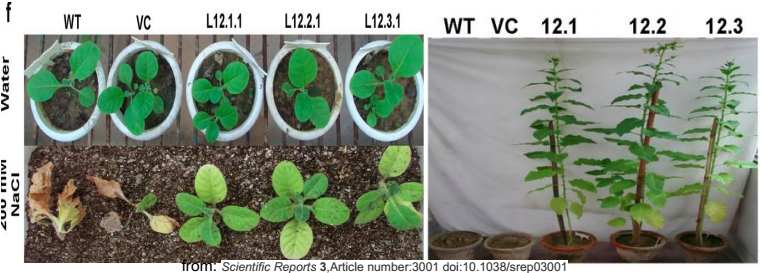 f
WT VC L12.1.1 L12.2.1 L12.3.1
WT VC 12.1 12.2 12.3
Water
200 mM
NaCl
from: Scientific Reports 3,Article number:3001 doi:10.1038/srep03001